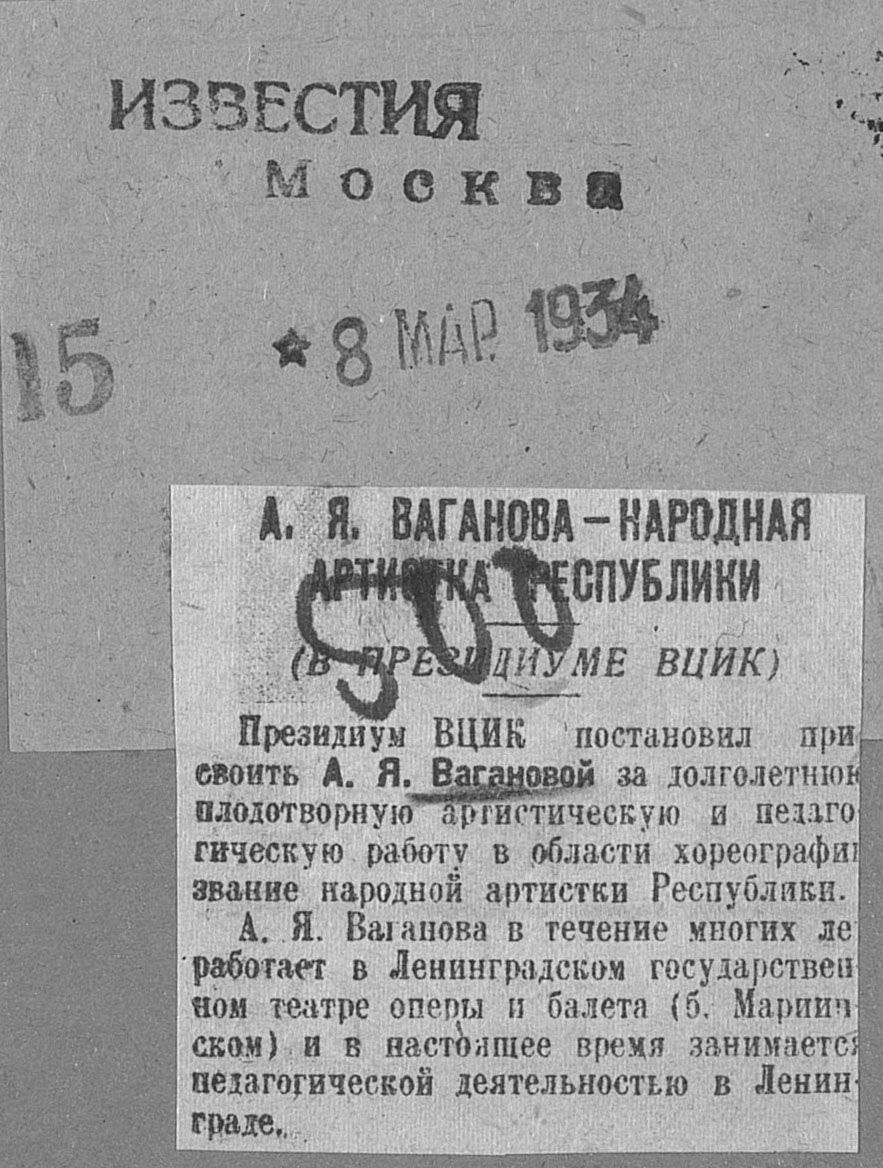 ИЗВЕСТИЯ
Москва
15
★ 8 МАР. 1934
А. Я. ВАГАНОВА – НАРОДНАЯ
АРТИСТКА РЕСПУБЛИКИ
500
(В ПРЕЗИДИУМЕ ВЦИК)
Президиум ВЦИК постановил при
своить А. Я. Вагановой за долголетнюю
плодотворную артистическую и педаго
гическую работу в области хореографии
звание народной артистки Республики.
А. Я. Ваганова в течение многих ле
работает в Ленинградском государствен
ном театре оперы и балета (б. Мариин-
ском) и в настоящее время занимается
педагогической деятельностью в Ленин-
граде.